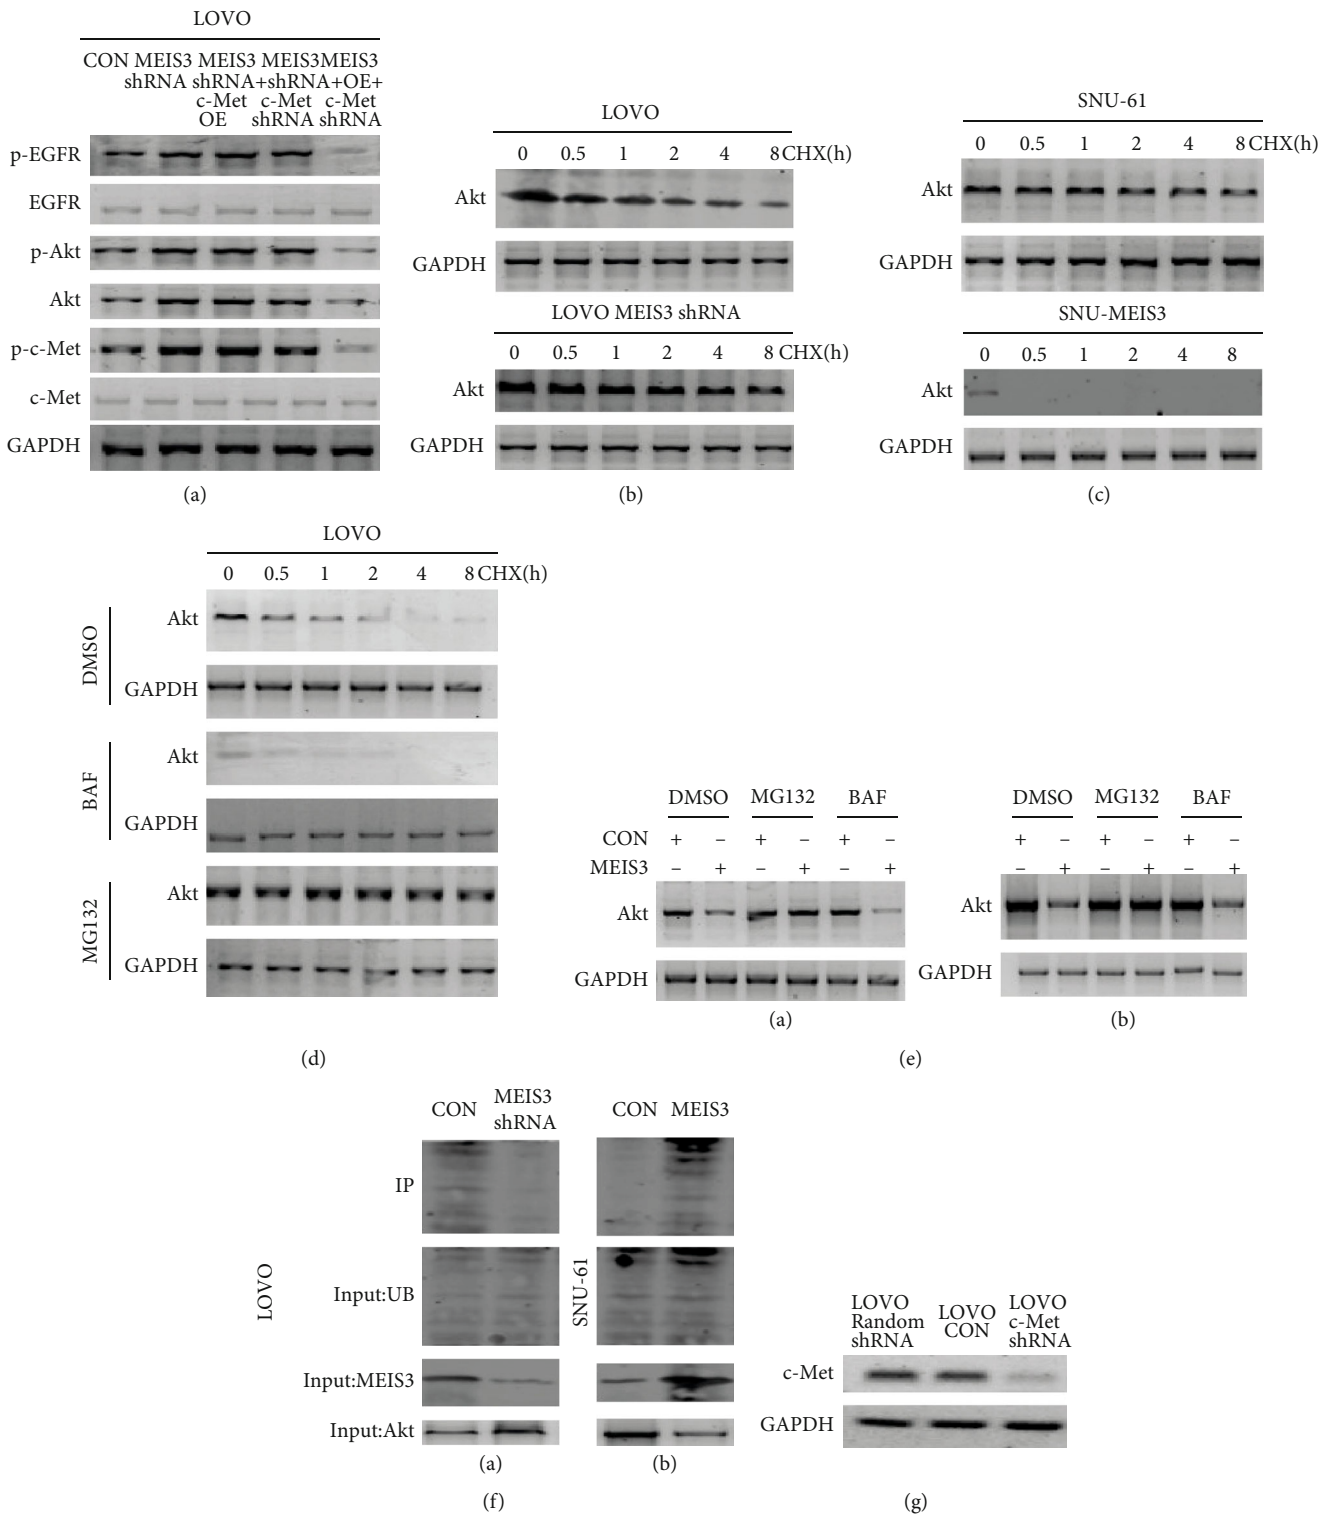 LOVO
CON MEIS3 MEIS3 MEIS3 MEIS3
shRNA shRNA+shRNA+OE+
c-Met c-Met c-Met
OE shRNA shRNA
p-EGFR
EGFR
p-Akt
Akt
p-c-Met
c-Met
GAPDH
(a)
LOVO
0 0.5 1 2 4 8 CHX(h)
Akt
GAPDH
LOVO MEIS3 shRNA
0 0.5 1 2 4 8 CHX(h)
Akt
GAPDH
(b)
SNU-61
0 0.5 1 2 4 8 CHX(h)
Akt
GAPDH
SNU-MEIS3
0 0.5 1 2 4 8
Akt
GAPDH
(c)
LOVO
0 0.5 1 2 4 8 CHX(h)
DMSO
Akt
GAPDH
BAF
Akt
GAPDH
MG132
Akt
GAPDH
(d)
DMSO MG132 BAF
CON + – + – + –
MEIS3 – + – + – +
Akt
GAPDH
(a)
DMSO MG132 BAF
+ – + – + –
– + – + – +
Akt
GAPDH
(b)
(e)
LOVO
CON MEIS3
shRNA
IP
Input:UB
Input:MEIS3
Input:Akt
(a)
SNU-61
CON MEIS3
(b)
(f)
LOVO LOVO LOVO
Random CON c-Met
shRNA shRNA
c-Met
GAPDH
(g)